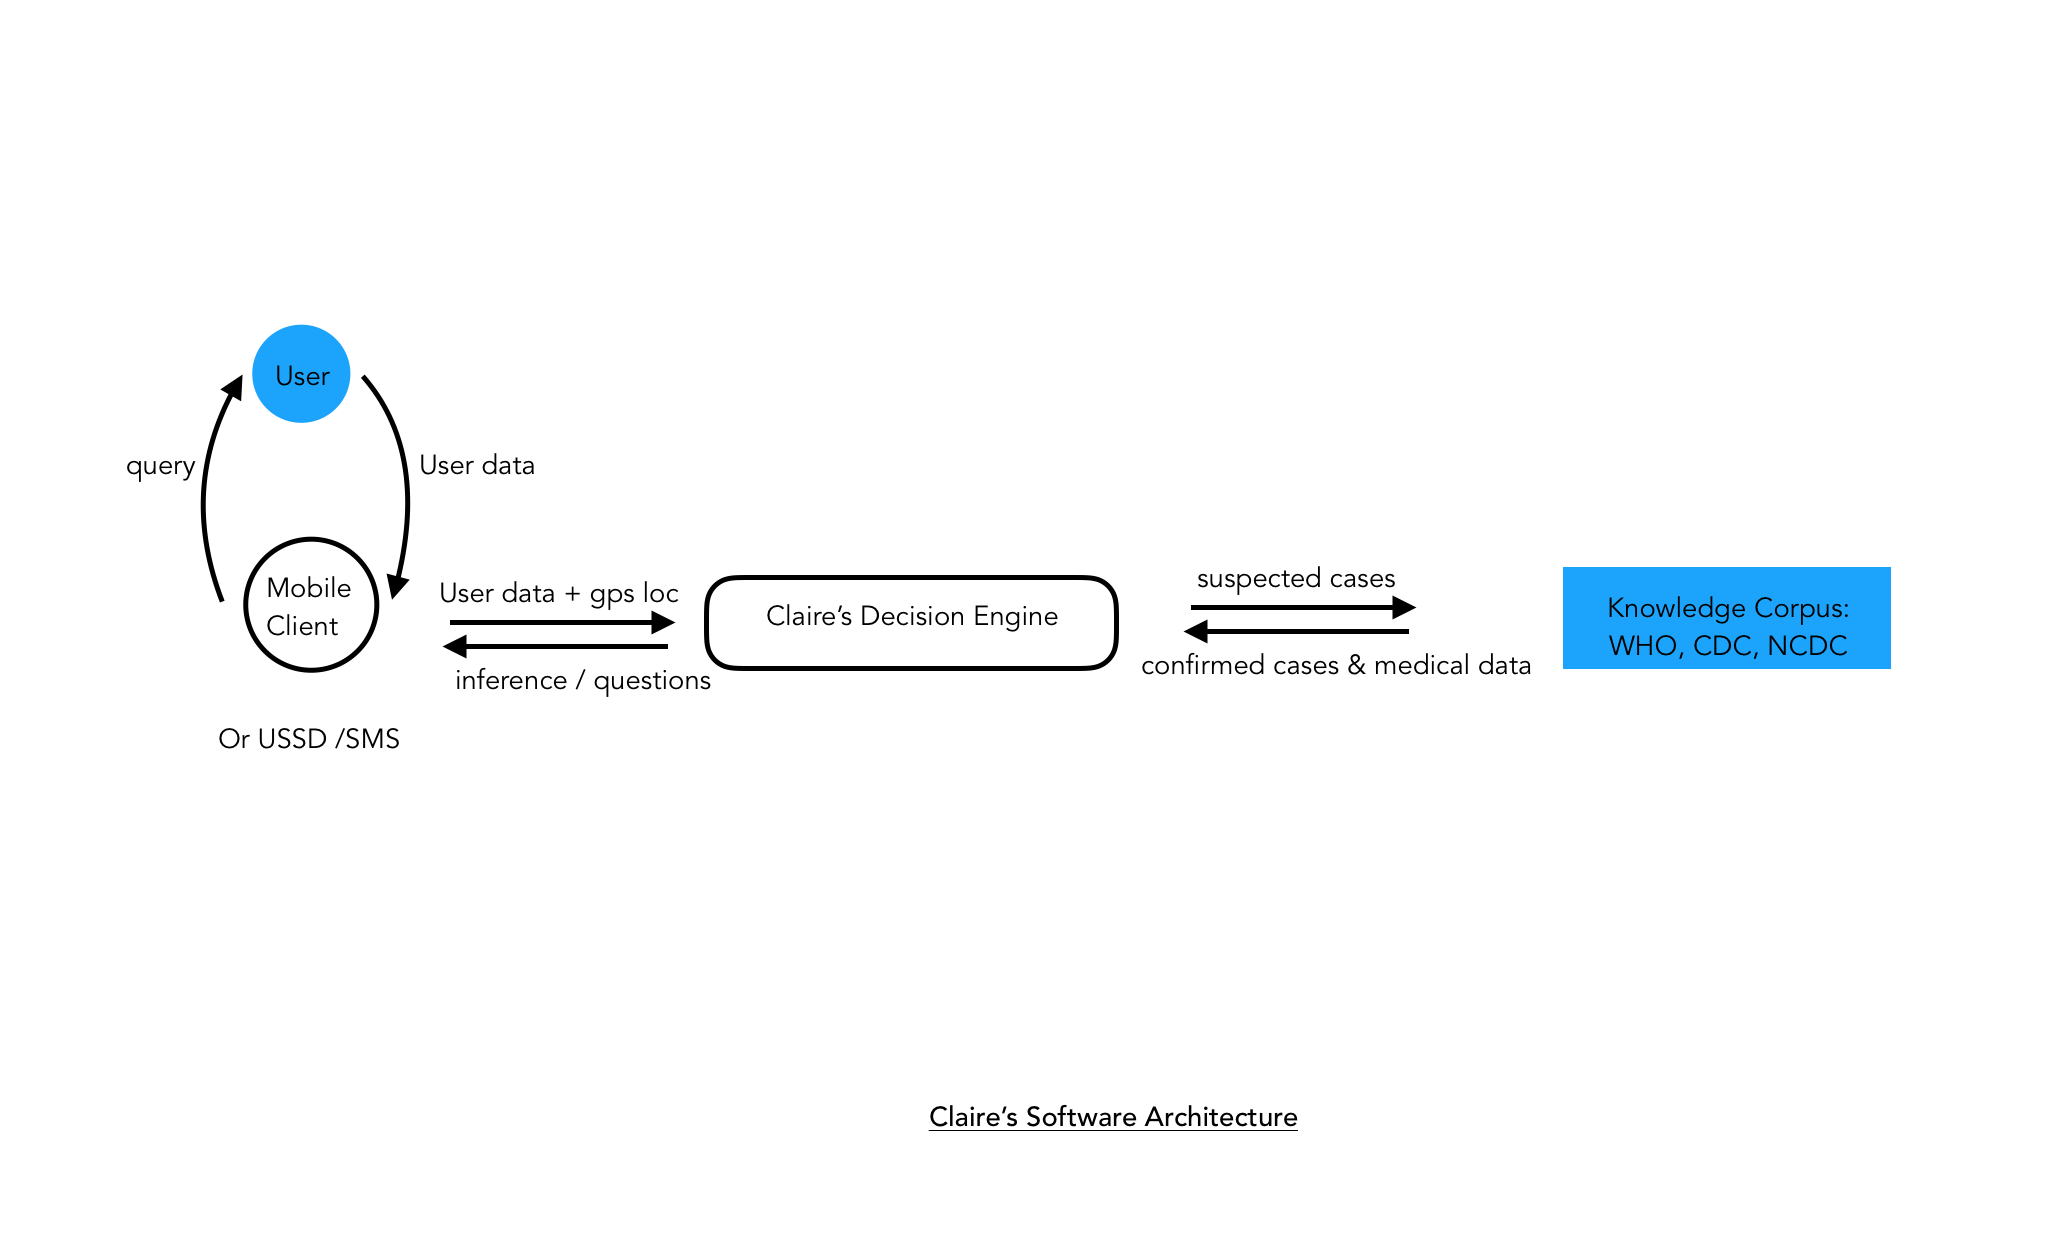 User
query
User data
Mobile
Client
User data + gps loc
inference / questions
Or USSD /SMS
Claire’s Decision Engine
suspected cases
confirmed cases & medical data
Knowledge Corpus:
WHO, CDC, NCDC
Claire’s Software Architecture